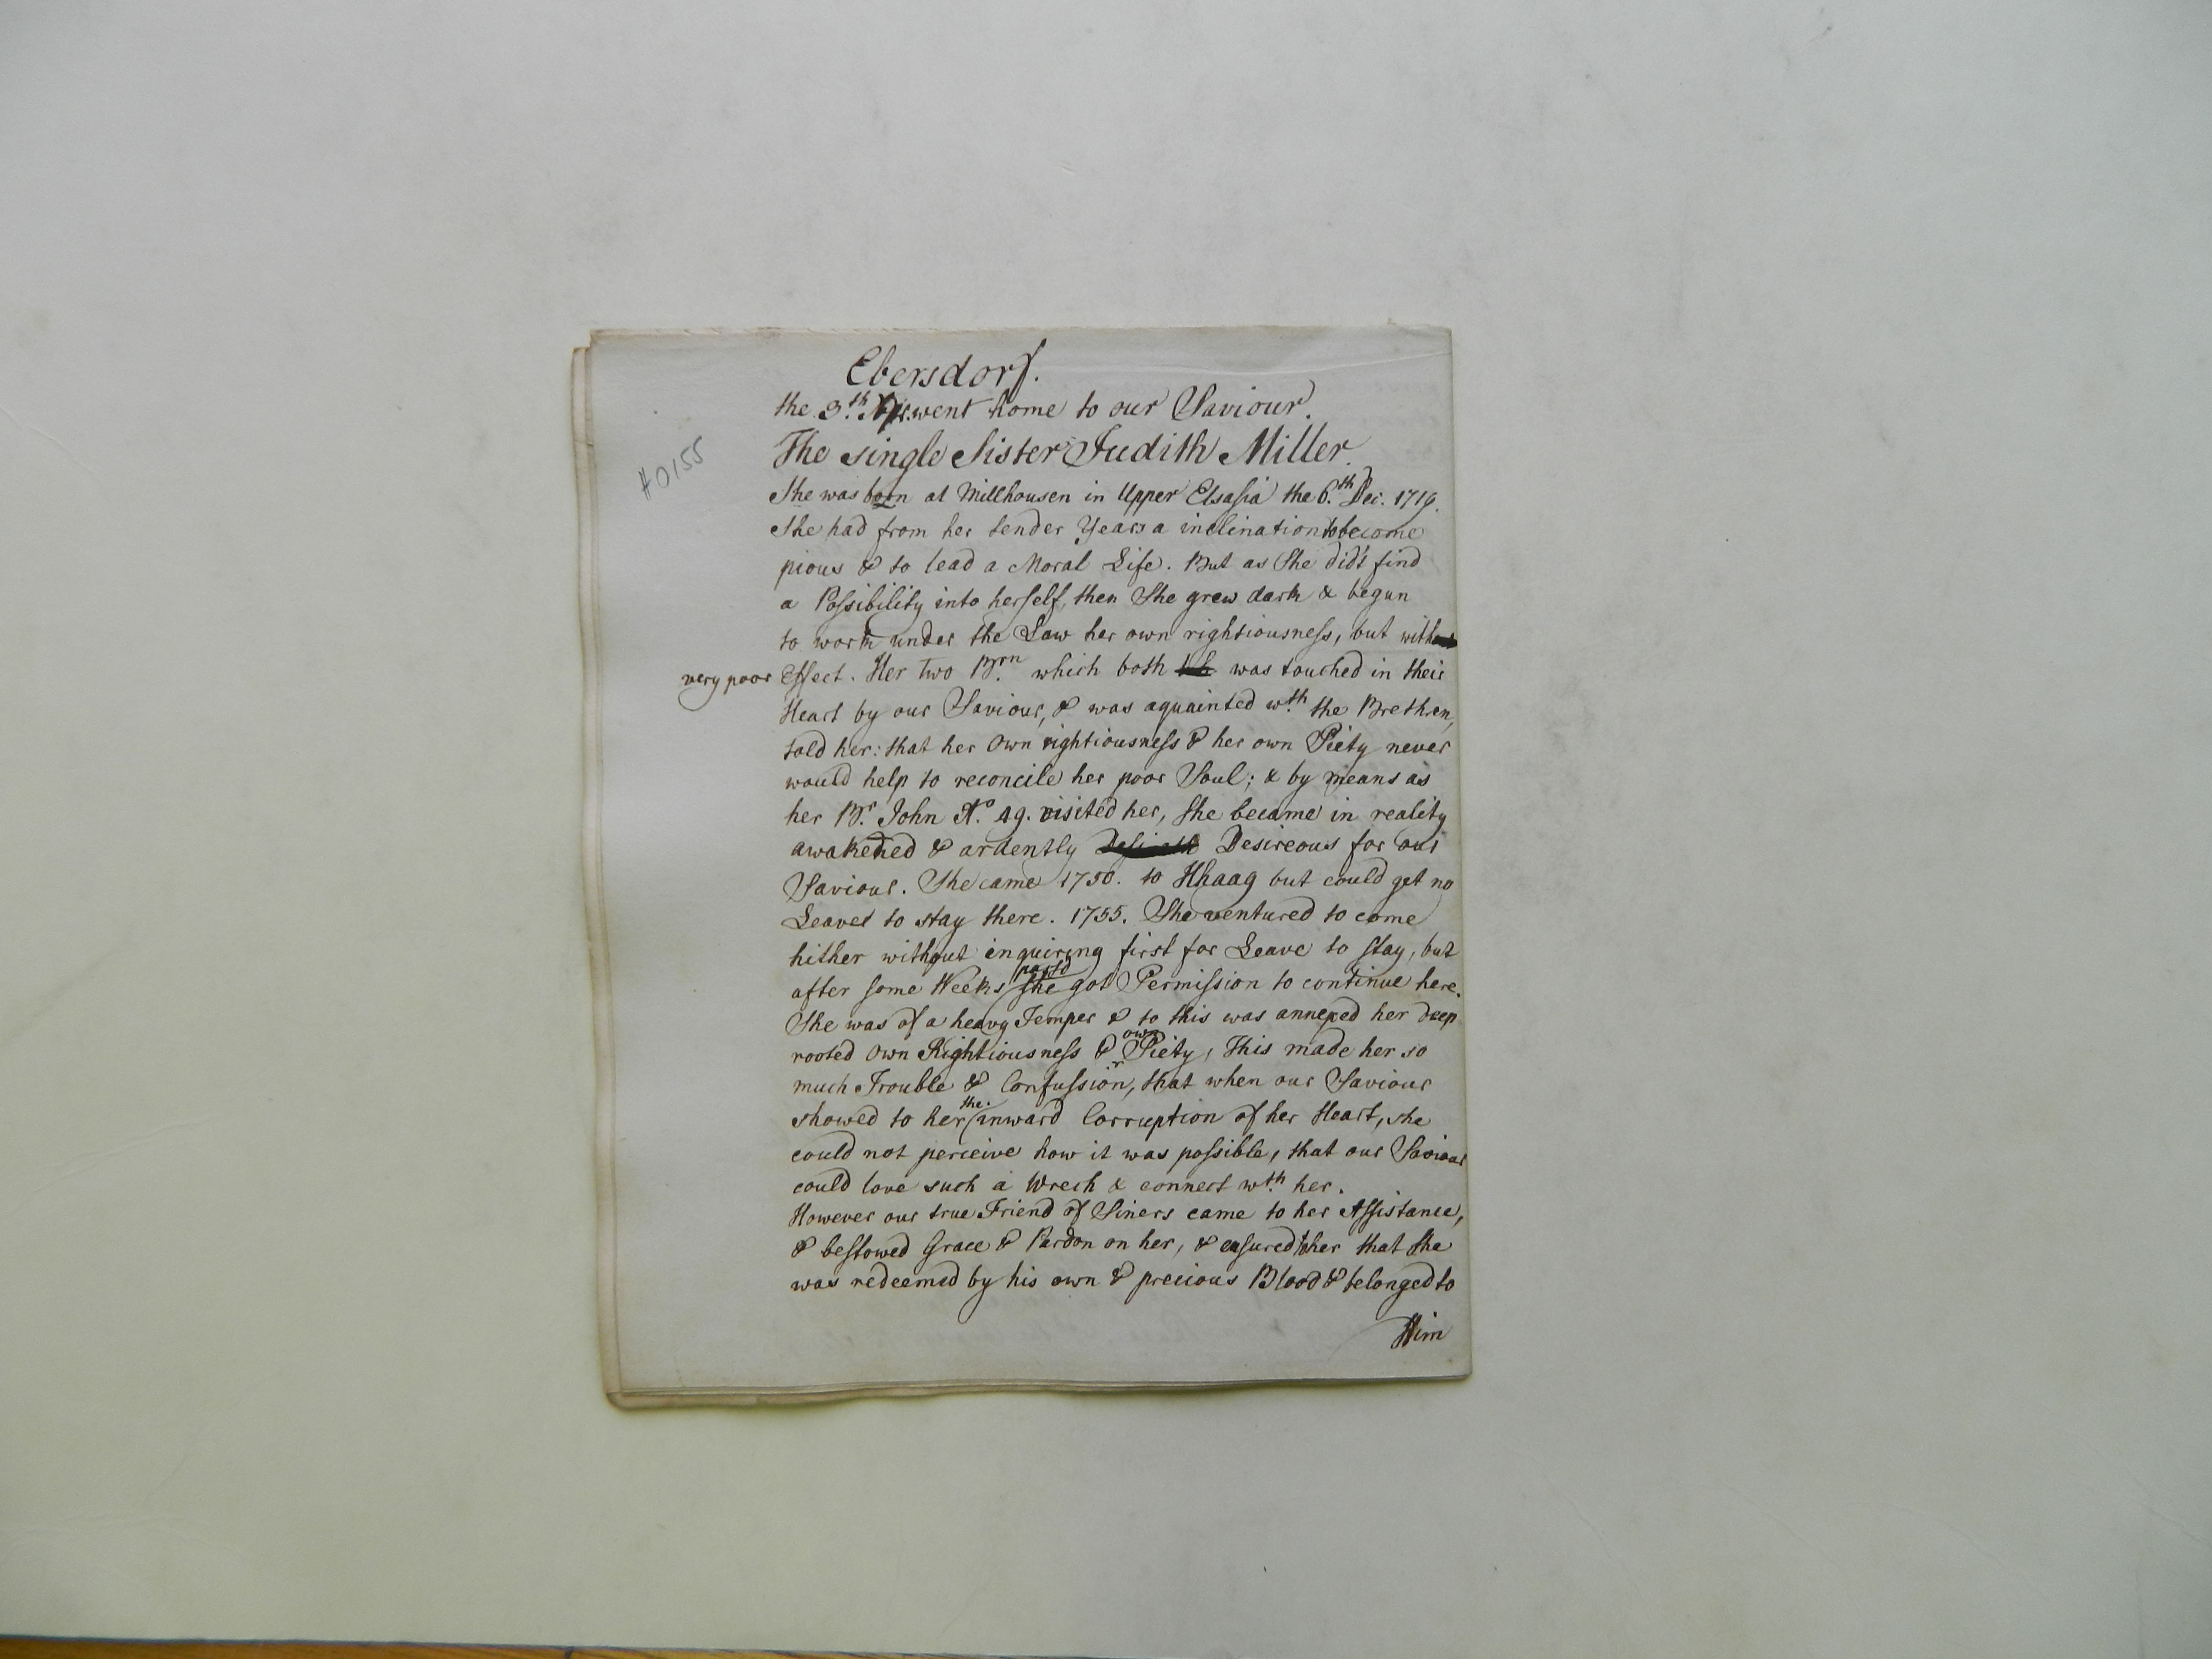 Ebersdorf.
the 3.th went home to our Saviour.
The single Sister Judith Miller.
#0155
She was born at Millhousen in Upper Elsasia the 6.th Dec. 1719.
She had from her tender Years a inclination to become
pious & to lead a Moral Life. But as She did't find
a Possibility into herself, then She grew dark & begun
to work under the Law her own rightiousness, but with
very poor Effect. Her two Brn. which both was touched in their
Heart by our Saviour, & was aquainted wth. the Brethren,
told her: that her Own rightiousness & her own Piety never
would help to reconcile her poor Soul; & by means as
her Br. John No. 49. visited her, She became in reality
awakened & ardently Desireous for our
Saviour. She came 1750. to Hhaag but could get no
Leaves to stay there. 1755. She ventured to come
hither without enquiring first for Leave to stay, but
after some Weeks past'd she got Permission to continue here.
She was of a heavy Temper & to this was annexed her deep
rooted Own Rightiousness & own Piety, This made her so
much Trouble & Confussion, that when our Saviour
showed to her the inward Corruption of her Heart, she
could not perceive how it was possible, that our Saviour
could love such a Wrech & connect wth. her.
However our true Friend of Siners came to her Assistance,
& bestowed Grace & Pardon on her, & ensured to her that She
was redeemed by his own & precious Blood & belonged to
Him